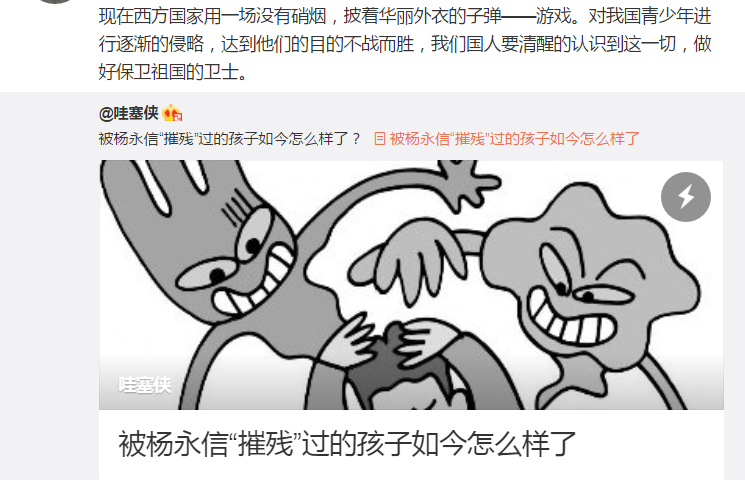 现在西方国家用一场没有硝烟，披着华丽外衣的子弹——游戏。对我国青少年进
行逐渐的侵略，达到他们的目的不战而胜，我们国人要清醒的认识到这一切，做
好保卫祖国的卫士。
@哇塞侠
被杨永信“摧残”过的孩子如今怎么样了？ 被杨永信“摧残”过的孩子如今怎么样了
哇塞侠
被杨永信“摧残”过的孩子如今怎么样了